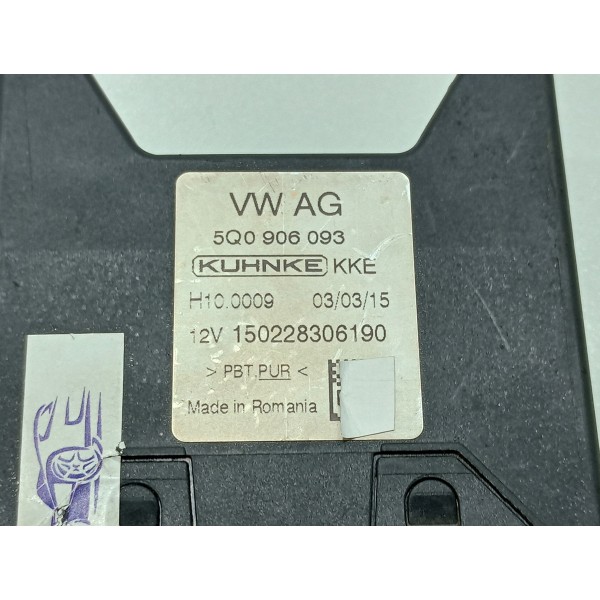 VW AG
5Q0 906 093
KUHNKE KKE
H10.0009 03/03/15
12V 150228306190
> PBT,PUR <
Made in Romania